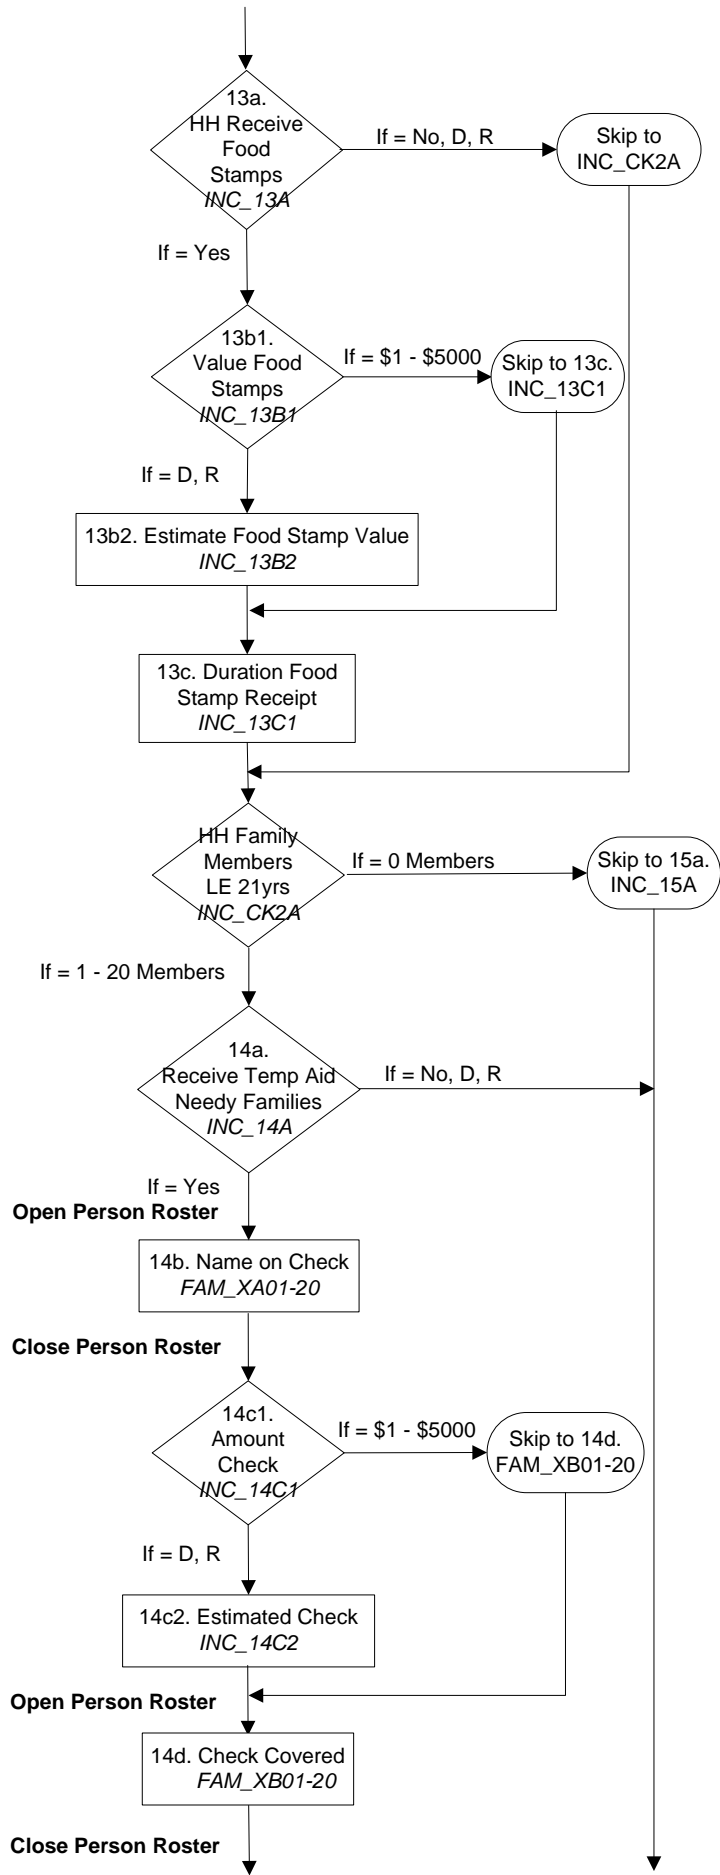 13a.
HH Receive
Food
Stamps
INC_13A
If = No, D, R
Skip to
INC_CK2A
If = Yes
13b1.
Value Food
Stamps
INC_13B1
If = $1 - $5000
Skip to 13c.
INC_13C1
If = D, R
13b2. Estimate Food Stamp Value
INC_13B2
13c. Duration Food
Stamp Receipt
INC_13C1
HH Family
Members
LE 21yrs
INC_CK2A
If = 0 Members
Skip to 15a.
INC_15A
If = 1 - 20 Members
14a.
Receive Temp Aid
Needy Families
INC_14A
If = No, D, R
If = Yes
Open Person Roster
14b. Name on Check
FAM_XA01-20
Close Person Roster
14c1.
Amount
Check
INC_14C1
If = $1 - $5000
Skip to 14d.
FAM_XB01-20
If = D, R
14c2. Estimated Check
INC_14C2
Open Person Roster
14d. Check Covered
FAM_XB01-20
Close Person Roster